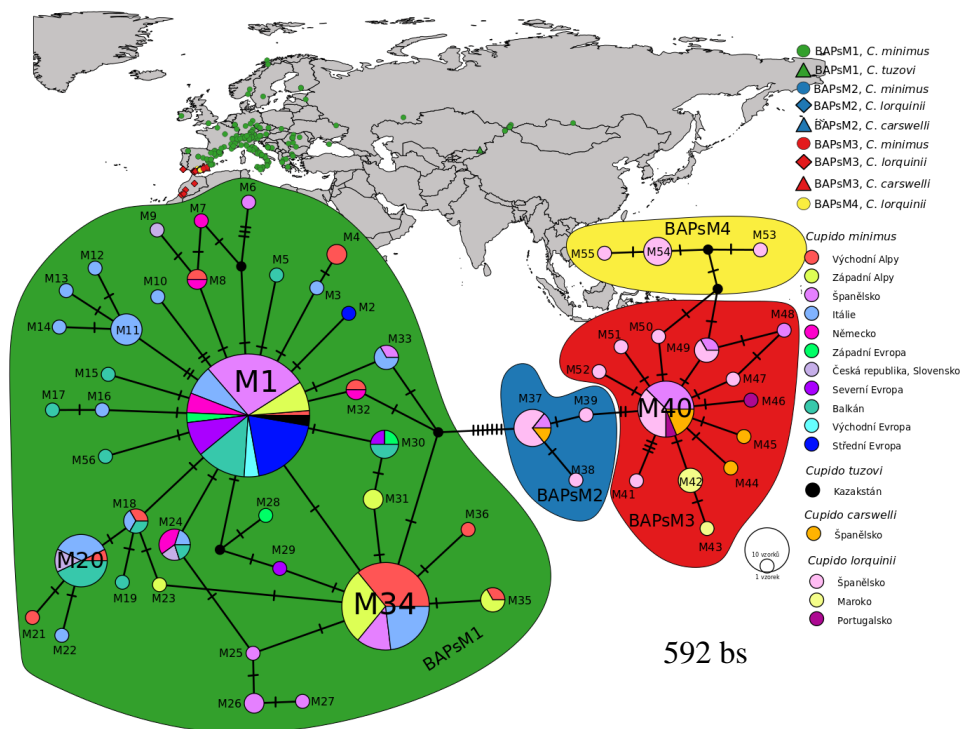 BAPsM1, C. minimus
BAPsM1, C. tuzovi
BAPsM2, C. minimus
BAPsM2, C. lorquinii
BAPsM2, C. carswelli
BAPsM3, C. minimus
BAPsM3, C. lorquinii
BAPsM3, C. carswelli
BAPsM4, C. lorquinii
Cupido minimus
Východní Alpy
Západní Alpy
Španělsko
Itálie
Německo
Západní Evropa
Česká republika, Slovensko
Severní Evropa
Balkán
Východní Evropa
Střední Evropa
Cupido tuzovi
Kazakstán
Cupido carswelli
Španělsko
Cupido lorquinii
Španělsko
Maroko
Portugalsko
M6
M9
M7
M4
M12
M5
M8
M13
M10
M3
M2
M14
M11
M33
M1
M15
M32
M17
M16
M30
M56
M31
M18
M28
M24
M36
M20
M29
M19
M23
M34
M35
M21
M22
M25
M26
M27
BAPsM1
M37
M39
M38
BAPsM2
BAPsM4
M55
M54
M53
M51
M50
M49
M48
M52
M47
M40
M46
M45
M44
M41
M42
M43
BAPsM3
10 vzorků
1 vzorek
592 bs